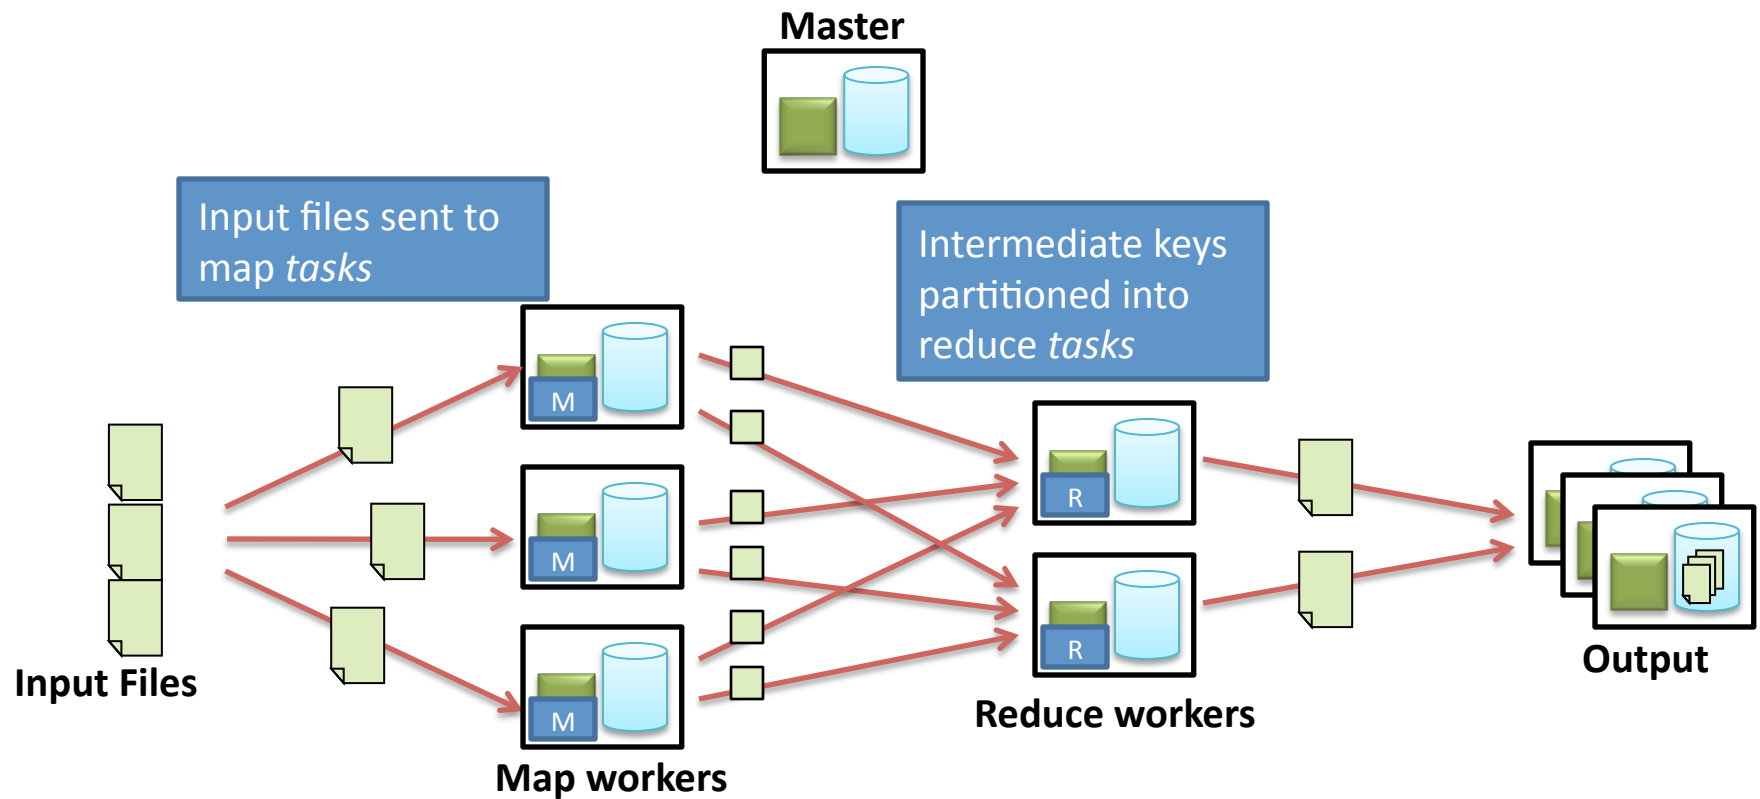 Master
Input files sent to
map tasks
Intermediate keys
partitioned into
reduce tasks
M
M
M
R
R
Input Files
Map workers
Reduce workers
Output